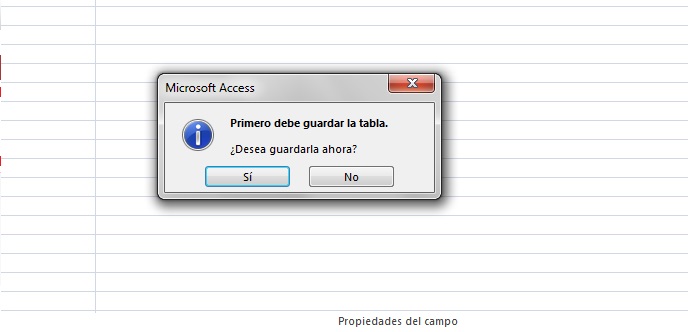 Microsoft Access
Primero debe guardar la tabla.
¿Desea guardarla ahora?
Sí
No
Propiedades del campo